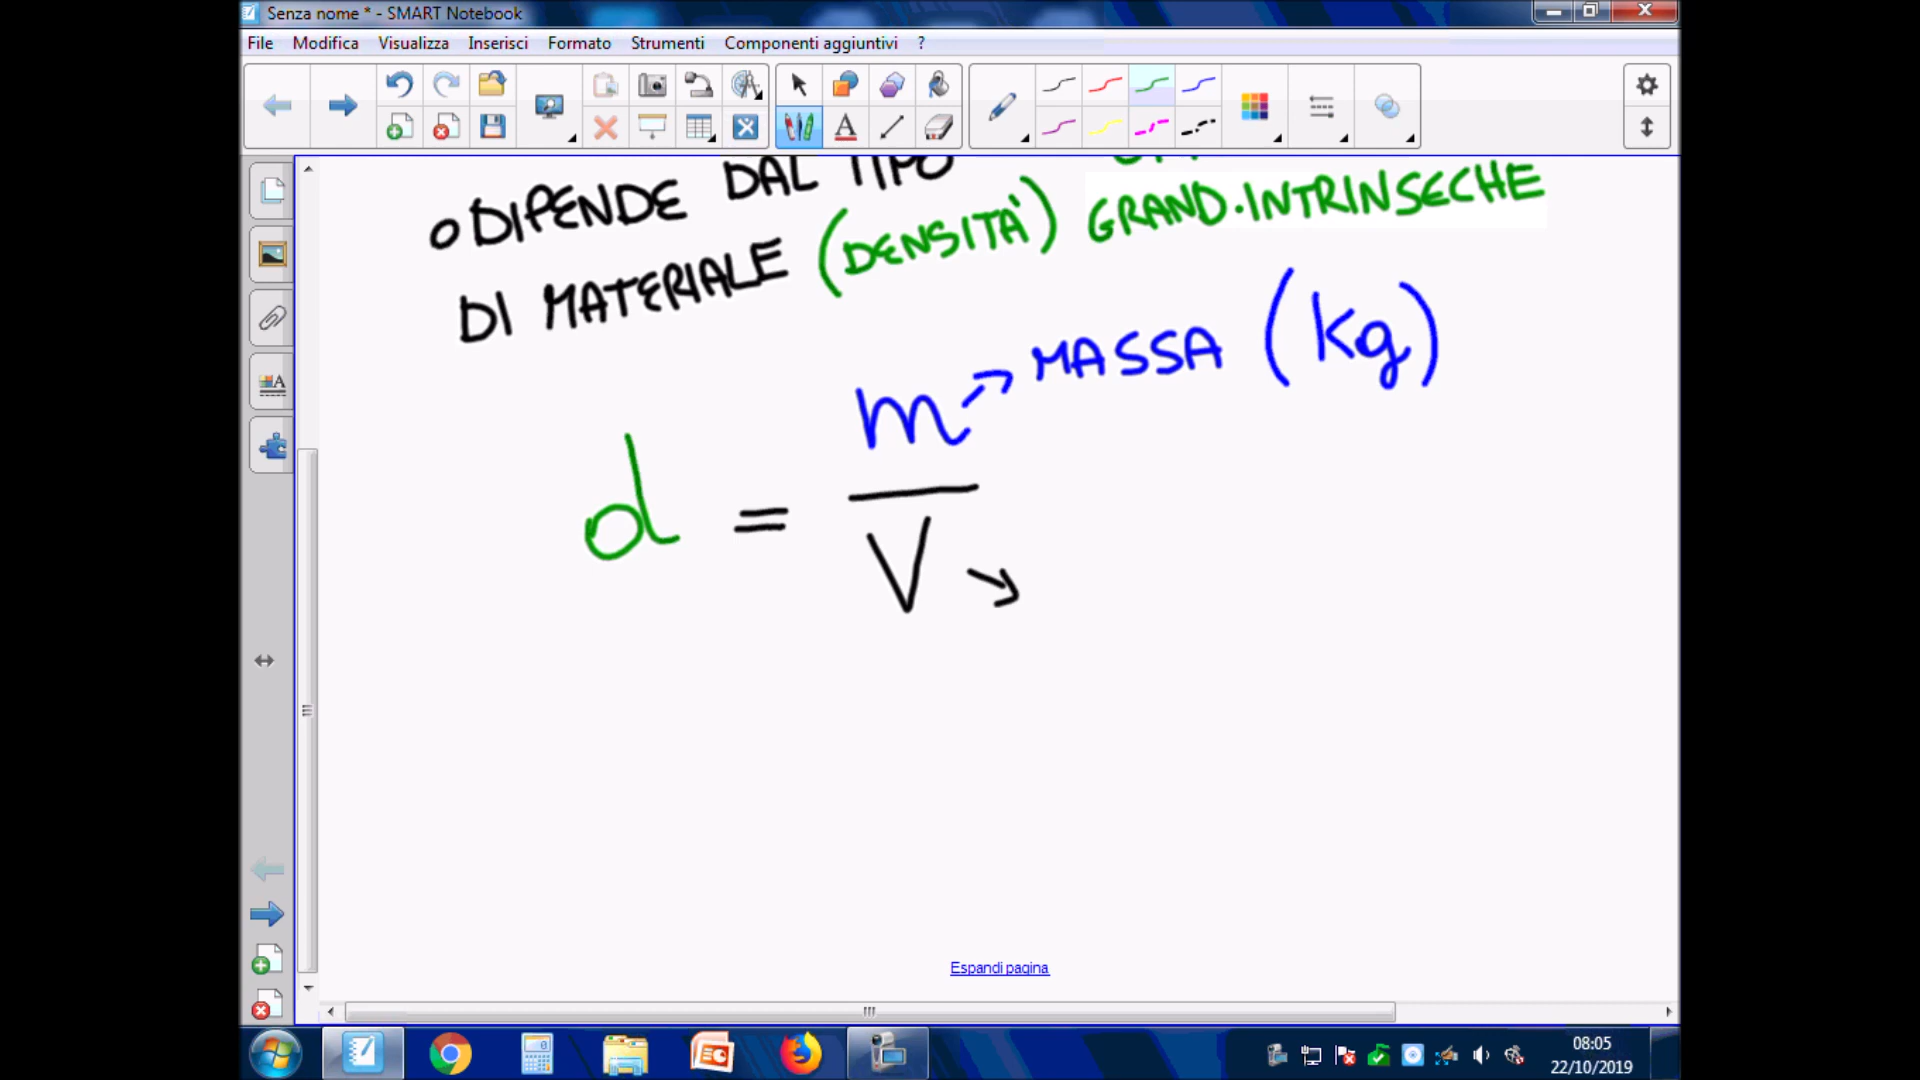 Senza nome * - SMART Notebook
File Modifica Visualizza Inserisci Formato Strumenti Componenti aggiuntivi ?
O DIPENDE DAL TIPO
DI MATERIALE (DENSITÀ) GRAND. INTRINSECHE
m → MASSA (kg)
d = —
V →
Espandi pagina
08:05
22/10/2019